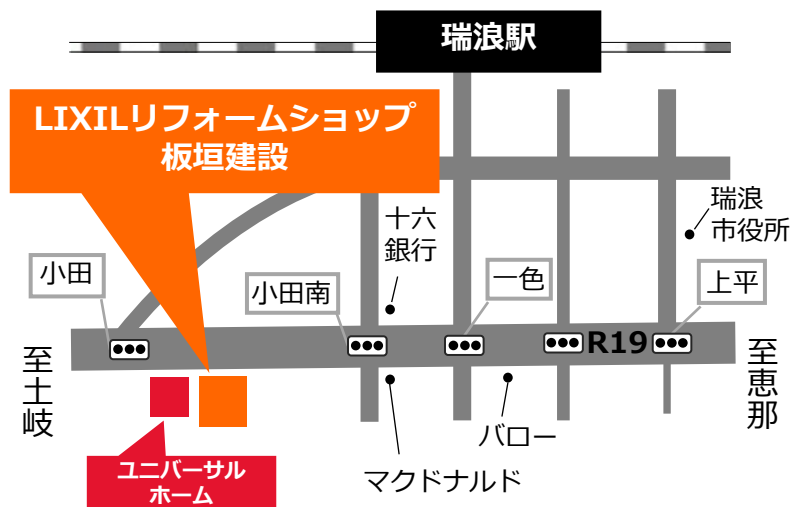 瑞浪駅
LIXILリフォームショップ
板垣建設
十六
銀行
瑞浪
市役所
小田
小田南
一色
上平
R19
至土岐
至恵那
バロー
マクドナルド
ユニバーサル
ホーム